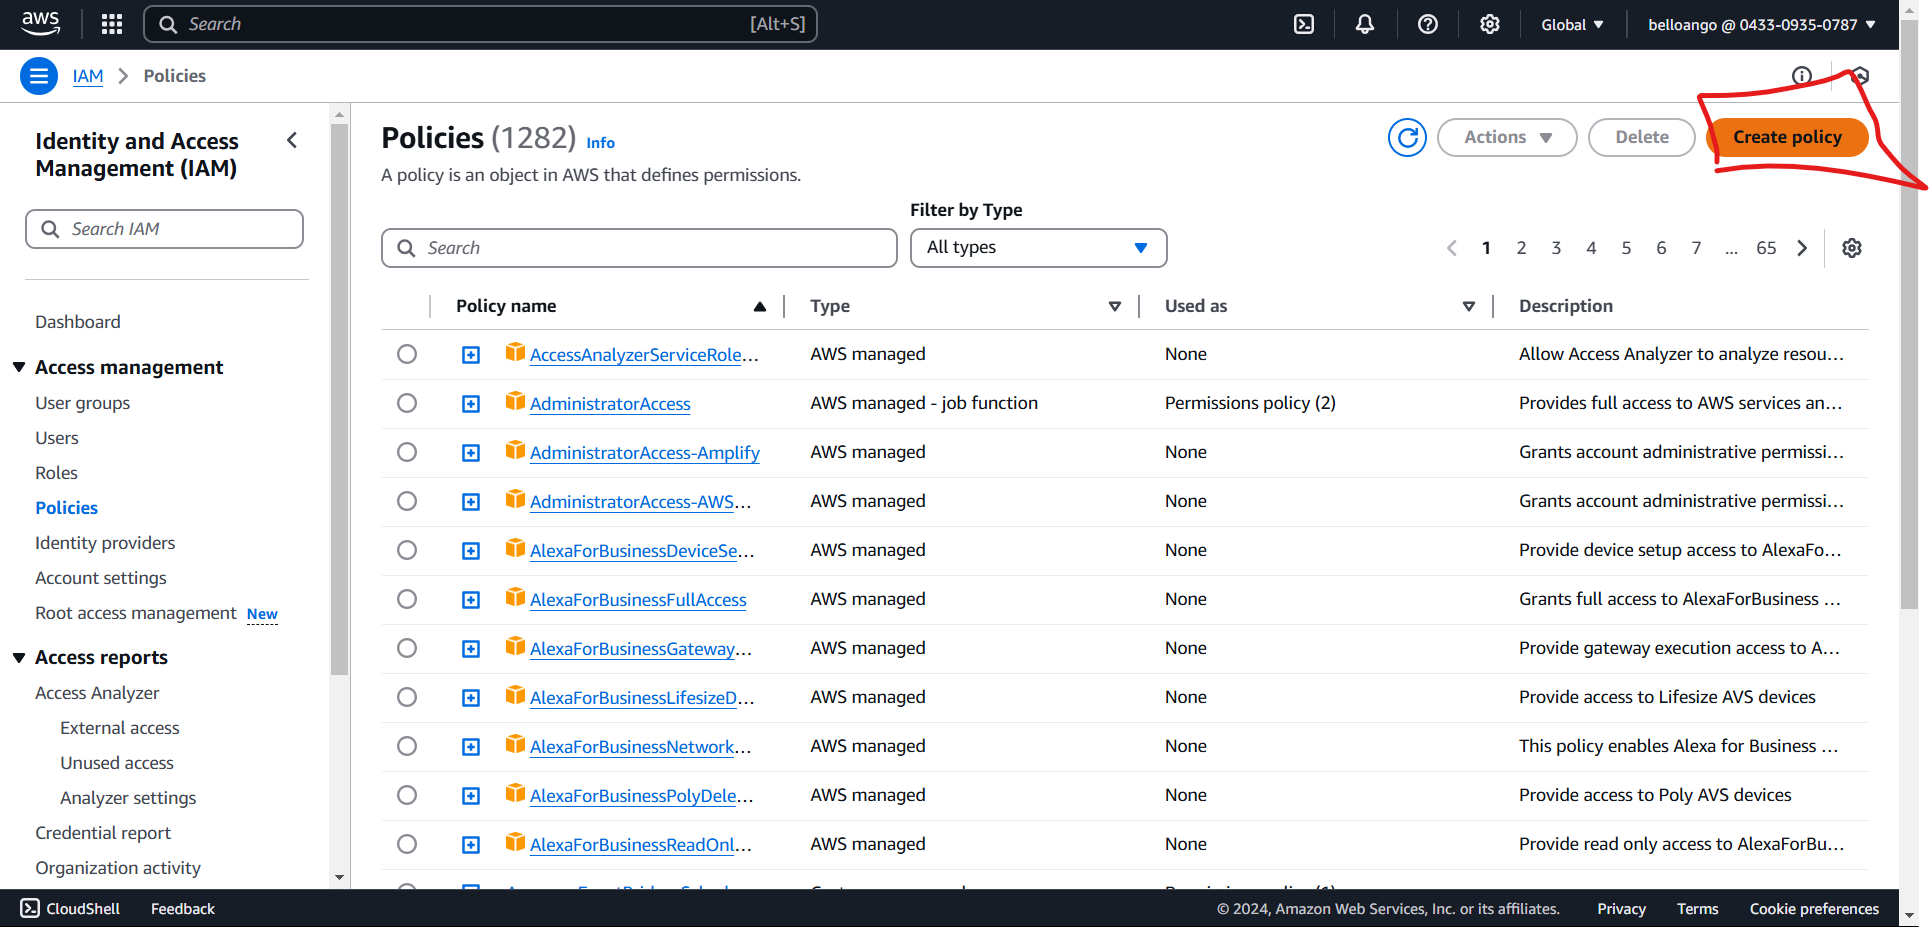 aws
Search [Alt+S]
Global
belloango @ 0433-0935-0787
IAM
Policies
Identity and Access
Management (IAM)
Search IAM
Dashboard
Access management
User groups
Users
Roles
Policies
Identity providers
Account settings
Root access management New
Access reports
Access Analyzer
External access
Unused access
Analyzer settings
Credential report
Organization activity
Policies (1282) Info
A policy is an object in AWS that defines permissions.
Actions
Delete
Create policy
Filter by Type
Search
All types
1 2 3 4 5 6 7 ... 65
Policy name Type Used as Description
AccessAnalyzerServiceRole... AWS managed None Allow Access Analyzer to analyze resou...
AdministratorAccess AWS managed - job function Permissions policy (2) Provides full access to AWS services an...
AdministratorAccess-Amplify AWS managed None Grants account administrative permissi...
AdministratorAccess-AWS... AWS managed None Grants account administrative permissi...
AlexaForBusinessDeviceSe... AWS managed None Provide device setup access to AlexaFo...
AlexaForBusinessFullAccess AWS managed None Grants full access to AlexaForBusiness ...
AlexaForBusinessGateway... AWS managed None Provide gateway execution access to A...
AlexaForBusinessLifesizeD... AWS managed None Provide access to Lifesize AVS devices
AlexaForBusinessNetwork... AWS managed None This policy enables Alexa for Business ...
AlexaForBusinessPolyDele... AWS managed None Provide access to Poly AVS devices
AlexaForBusinessReadOnl... AWS managed None Provide read only access to AlexaForBu...
CloudShell
Feedback
© 2024, Amazon Web Services, Inc. or its affiliates.
Privacy
Terms
Cookie preferences